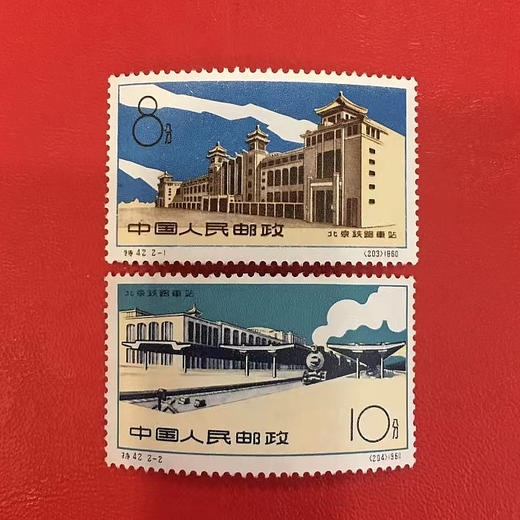 8分
中国人民邮政
北京铁路車站
特42 2-1
(203)1960
北京铁路車站
10分
中国人民邮政
特42 2-2
(204)1960